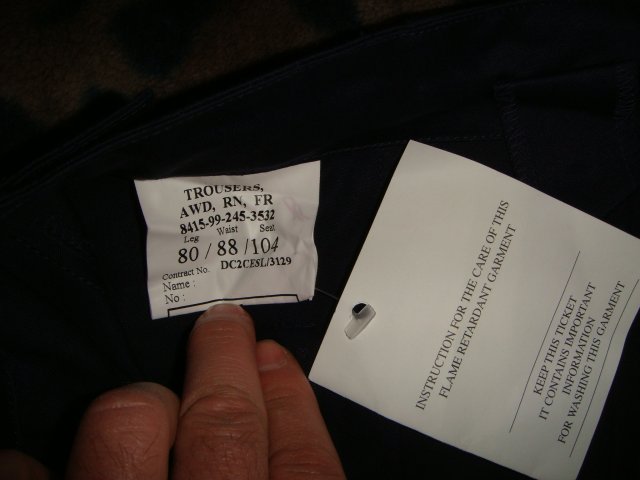 TROUSERS,
AWD, RN, FR
8415-99-245-3532
Leg Waist Seat
80 / 88 / 104
Contract No. DC2CESL/3129
Name :
No :
INSTRUCTION FOR THE CARE OF THIS
FLAME RETARDANT GARMENT
KEEP THIS TICKET
IT CONTAINS IMPORTANT
INFORMATION
FOR WASHING THIS GARMENT